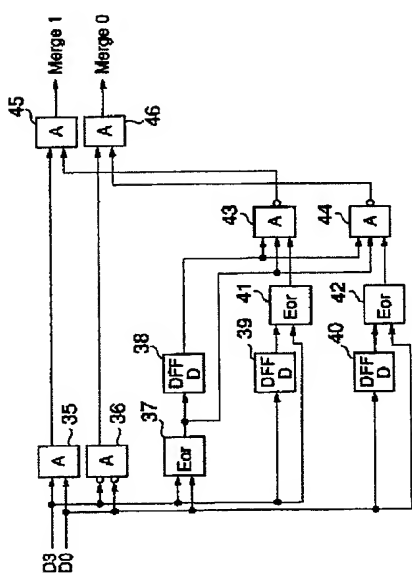 45
A
Merge 1
A
Merge 0
46
43
A
A
44
41
Eor
Eor
42
38
DFF
D
39
DFF
D
40
DFF
D
37
Eor
35
A
A
36
D3
D0